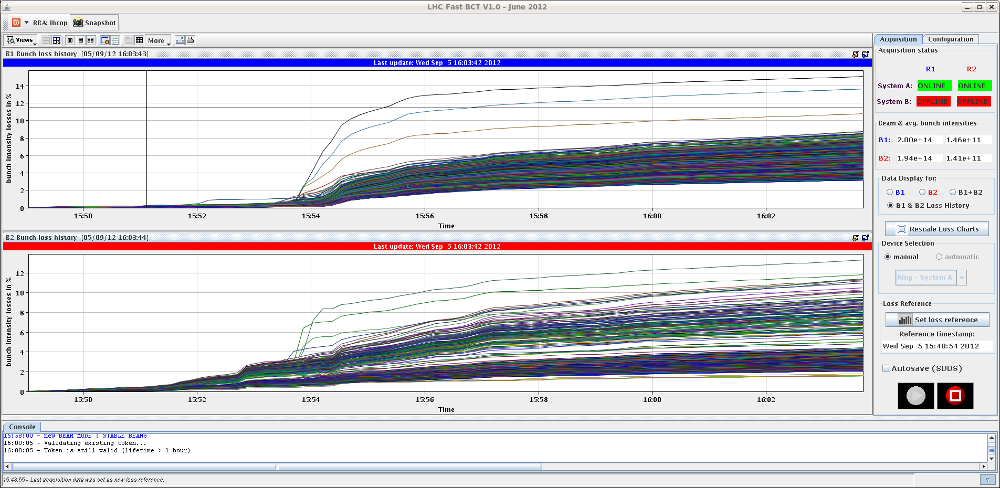 LHC Fast BCT V1.0 - June 2012
RBA: lhcop
Snapshot
Views
More
B1 Bunch loss history [05/09/12 16:03:43]
Last update: Wed Sep 5 16:03:42 2012
bunch intensity losses in %
14
12
10
8
6
4
2
0
15:50 15:52 15:54 15:56 15:58 16:00 16:02
Time
B2 Bunch loss history [05/09/12 16:03:44]
Last update: Wed Sep 5 16:03:42 2012
bunch intensity losses in %
12
10
8
6
4
2
0
15:50 15:52 15:54 15:56 15:58 16:00 16:02
Time
Acquisition Configuration
Acquisition status
R1 R2
System A: ONLINE ONLINE
System B: OFFLINE OFFLINE
Beam & avg. bunch intensities
B1: 2.00e+14 1.46e+11
B2: 1.94e+14 1.41e+11
Data Display for:
B1 B2 B1+B2
B1 & B2 Loss History
Rescale Loss Charts
Device Selection
manual automatic
Ring - System A
Loss Reference
Set loss reference
Reference timestamp:
Wed Sep 5 15:48:54 2012
Autosave (SDDS)
Console
15:58:00 - new BEAM MODE : STABLE BEAMS
16:00:05 - Validating existing token...
16:00:05 - Token is still valid (lifetime > 1 hour)
15:48:55 - Last acquisition data was set as new loss reference.